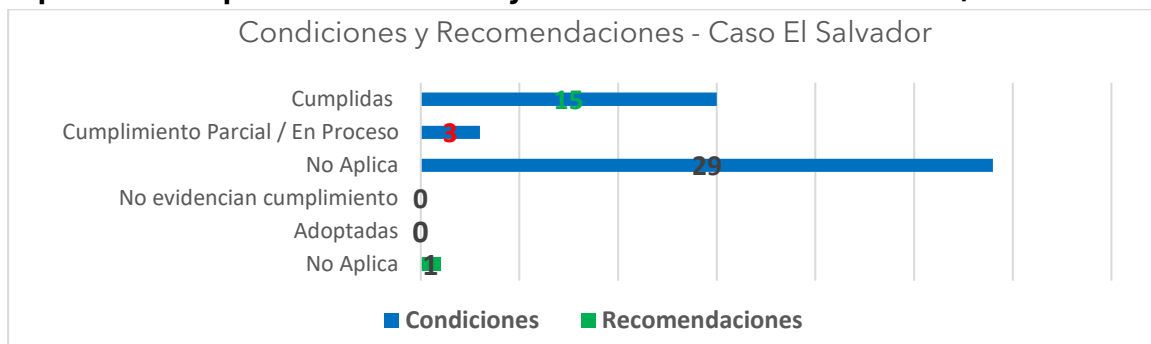 Condiciones y Recomendaciones - Caso El Salvador
Cumplidas 15
Cumplimiento Parcial / En Proceso 3
No Aplica 29
No evidencian cumplimiento 0
Adoptadas 0
No Aplica 1
Condiciones Recomendaciones